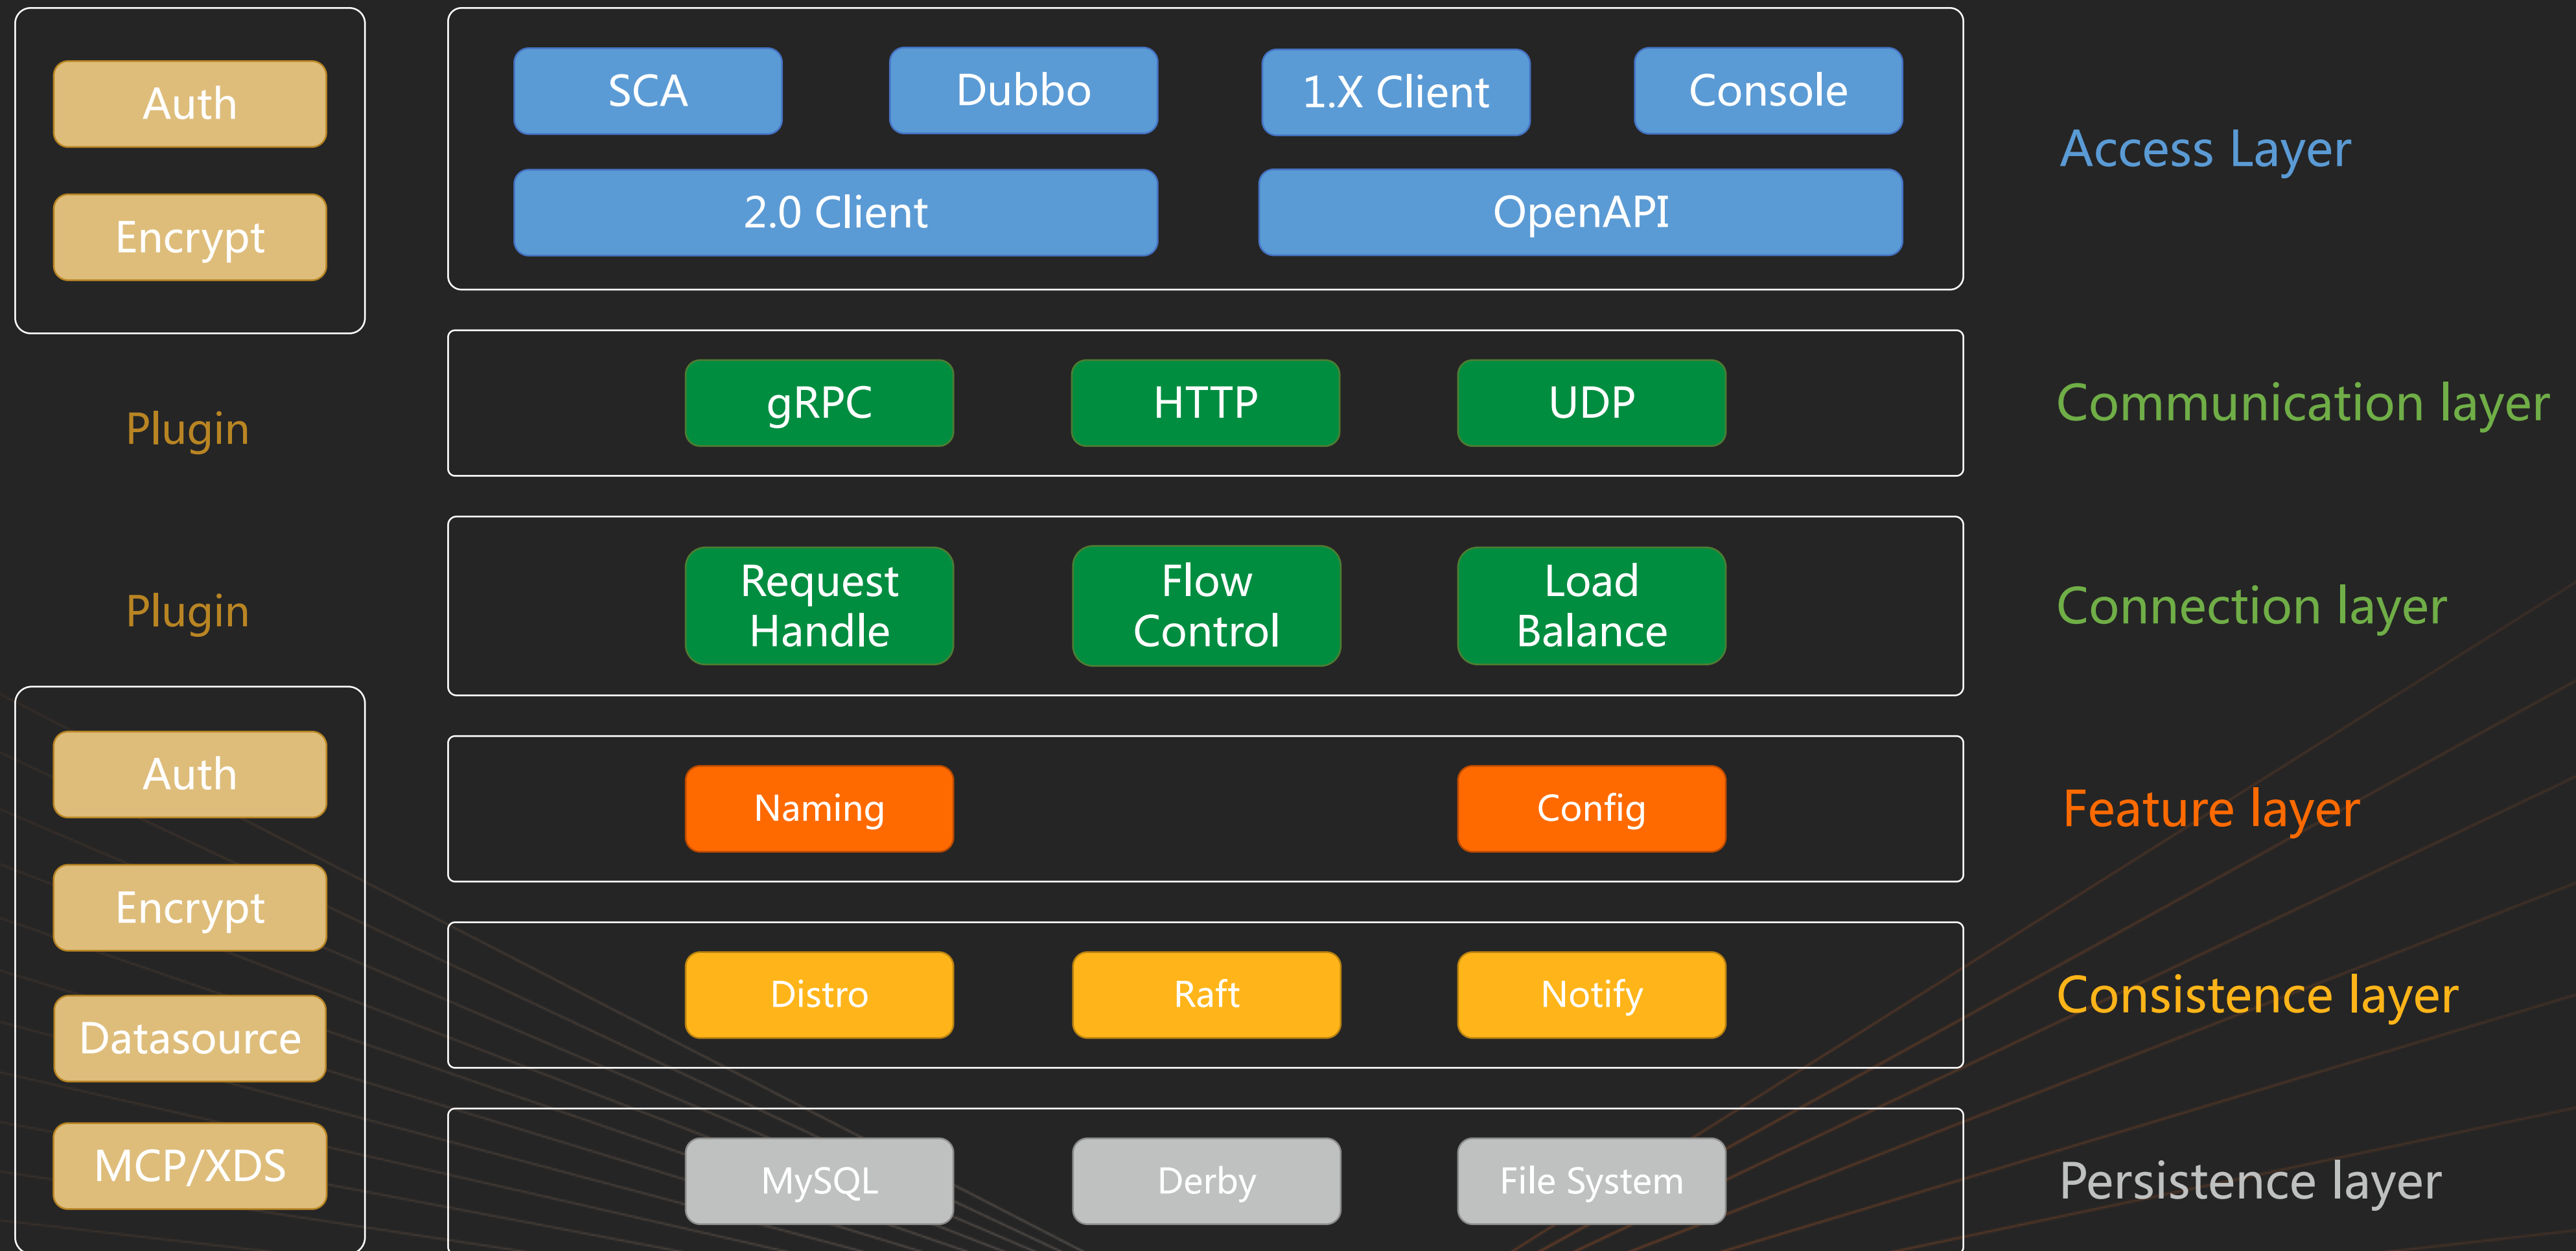 Auth
Encrypt
Plugin
SCA
Dubbo
1.X Client
Console
2.0 Client
OpenAPI
Access Layer
gRPC
HTTP
UDP
Communication layer
Plugin
Request
Handle
Flow
Control
Load
Balance
Connection layer
Auth
Encrypt
Datasource
MCP/XDS
Naming
Config
Feature layer
Distro
Raft
Notify
Consistence layer
MySQL
Derby
File System
Persistence layer